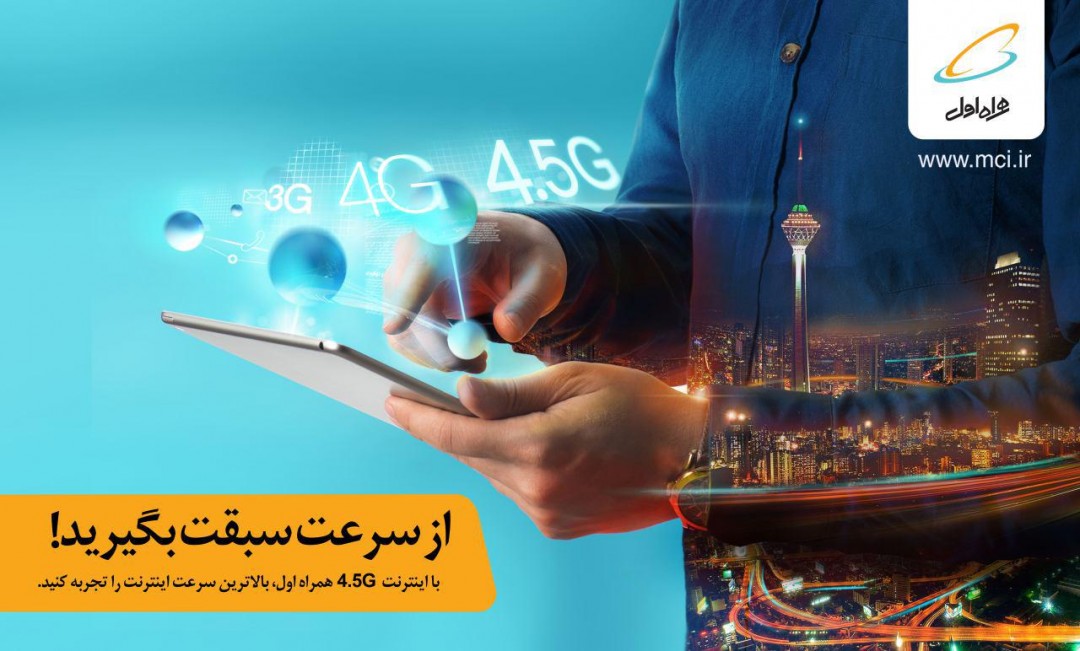 همراه اول
www.mci.ir
3G 4G 4.5G
از سرعت سبقت بگیرید!
با اینترنت 4.5G همراه اول، بالاترین سرعت اینترنت را تجربه کنید.